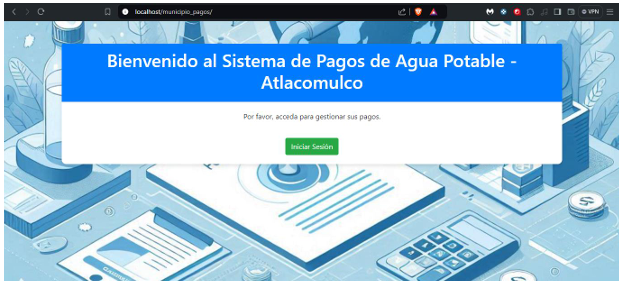 localhost/municipio_pagos/
VPN
Bienvenido al Sistema de Pagos de Agua Potable -
Atlacomulco
Por favor, acceda para gestionar sus pagos.
Iniciar Sesión